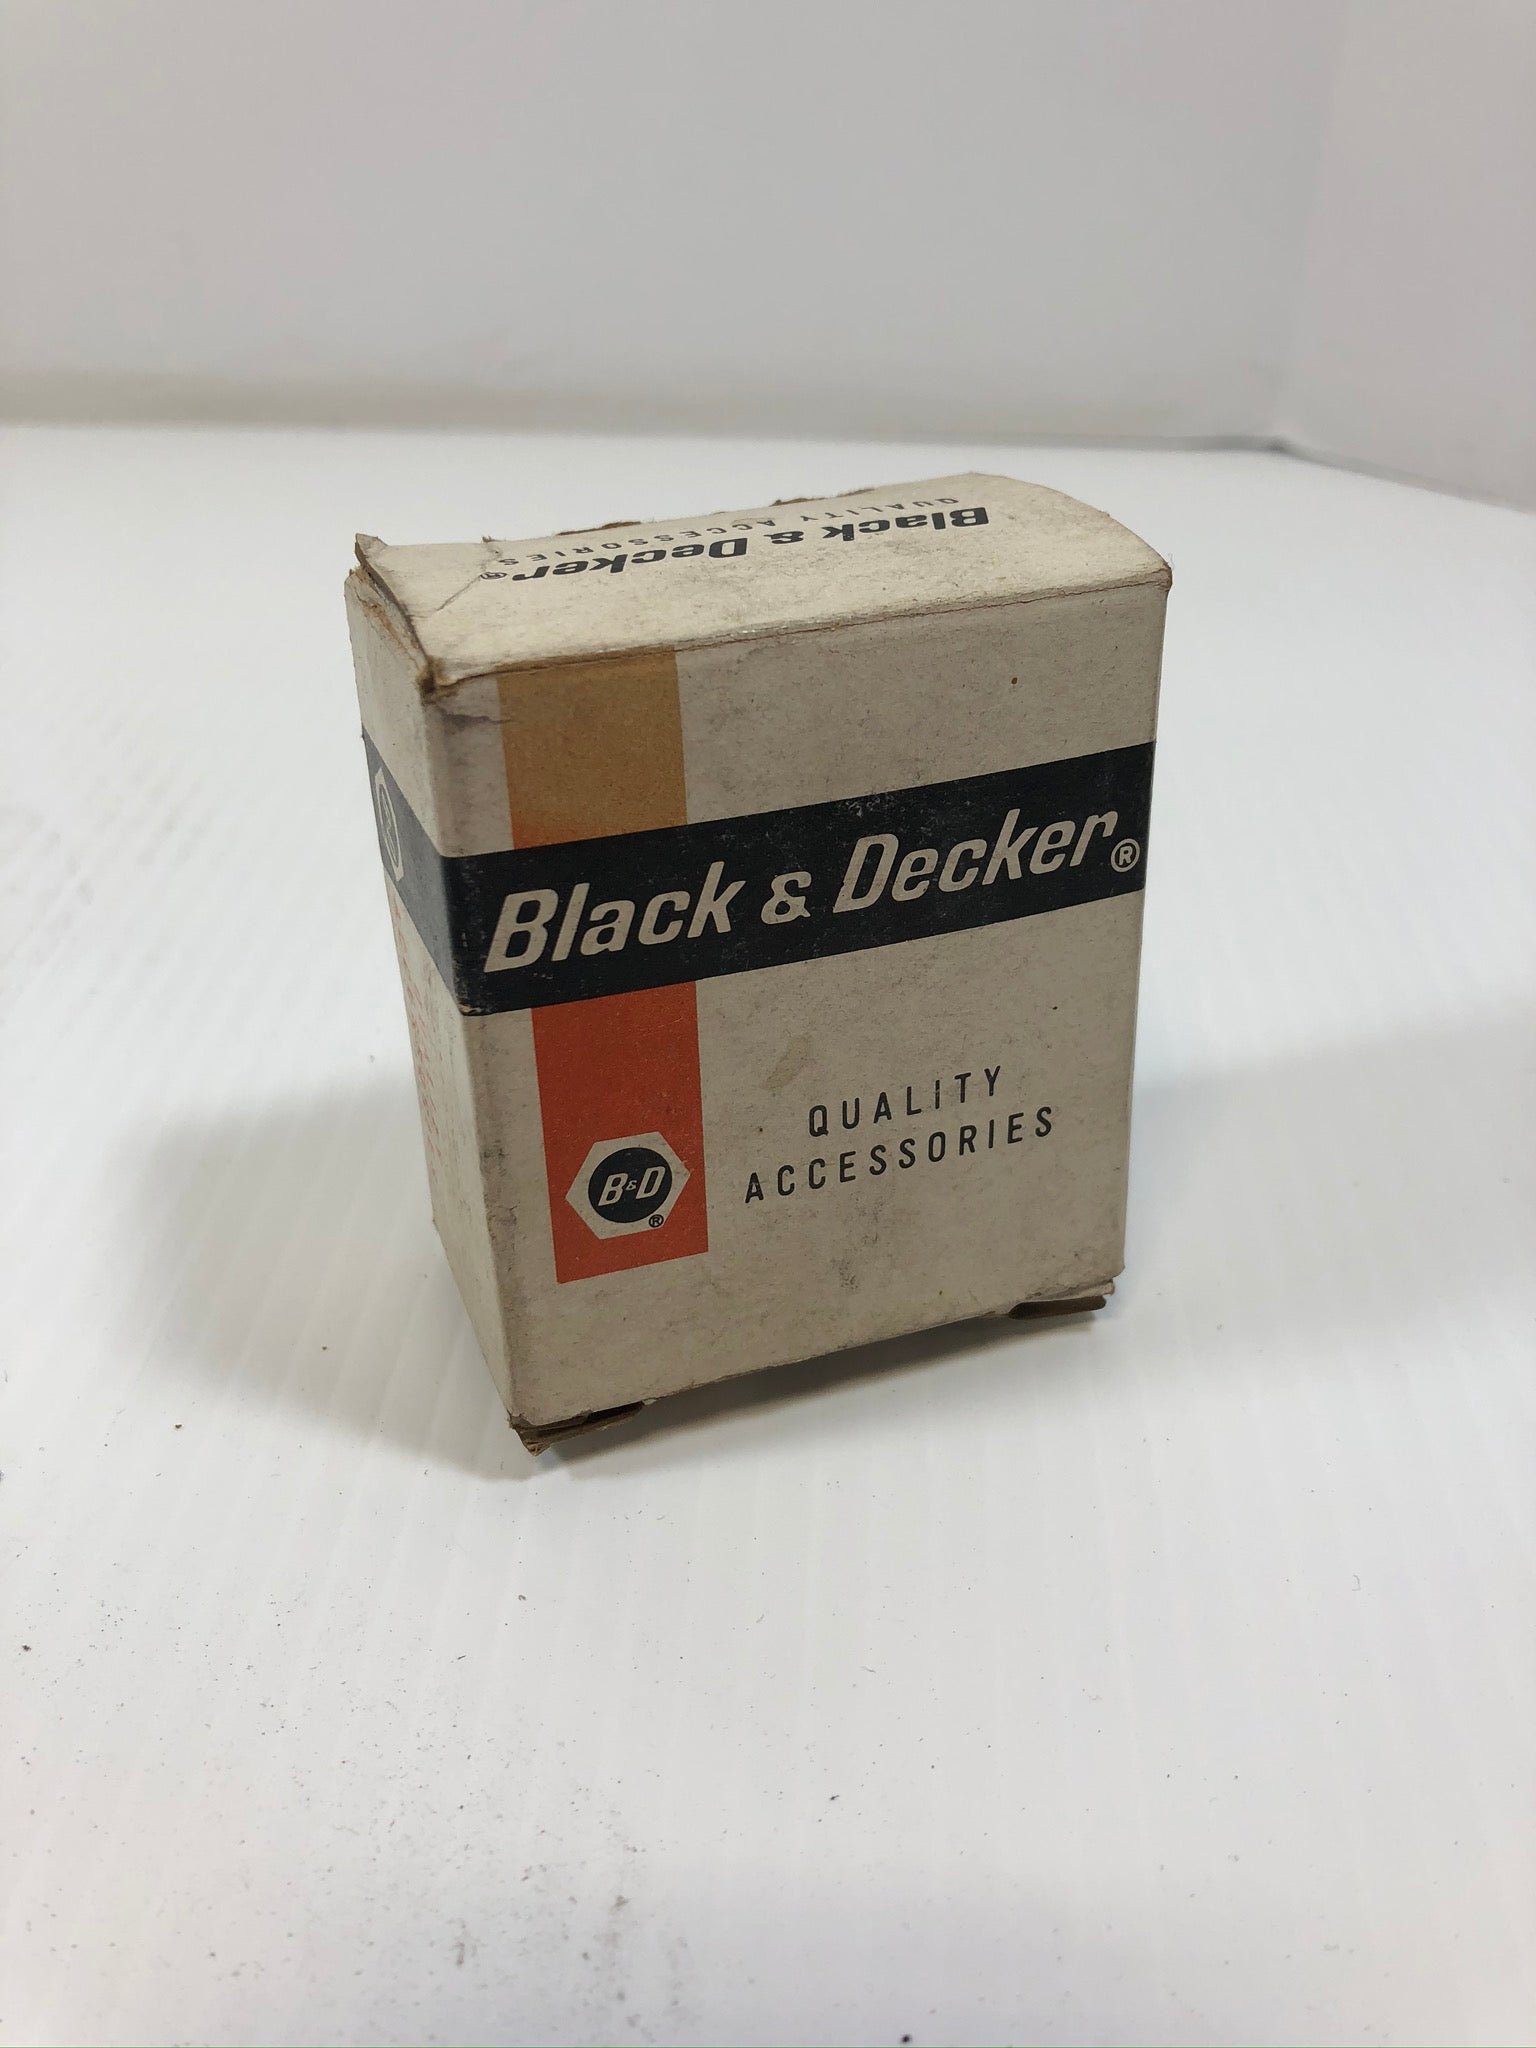 Black & Decker®
QUALITY ACCESSORIES
Black & Decker®
QUALITY
ACCESSORIES
B&D®